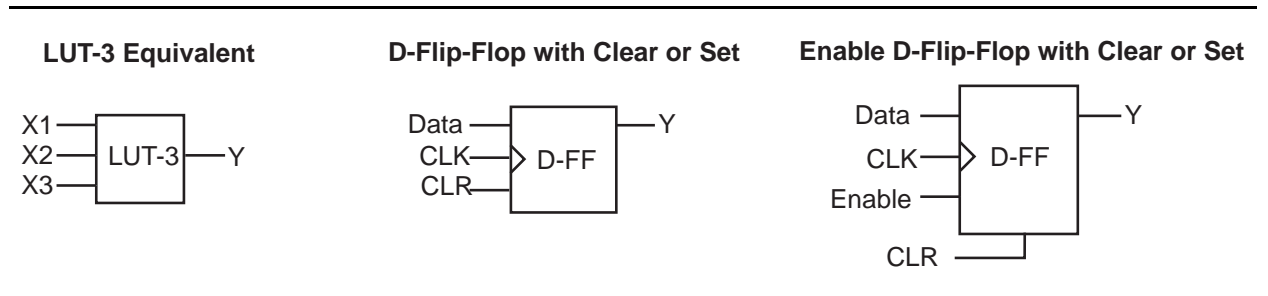 LUT-3 Equivalent
X1
X2
X3
LUT-3
Y
D-Flip-Flop with Clear or Set
Data
CLK
CLR
D-FF
Y
Enable D-Flip-Flop with Clear or Set
Data
CLK
Enable
CLR
D-FF
Y